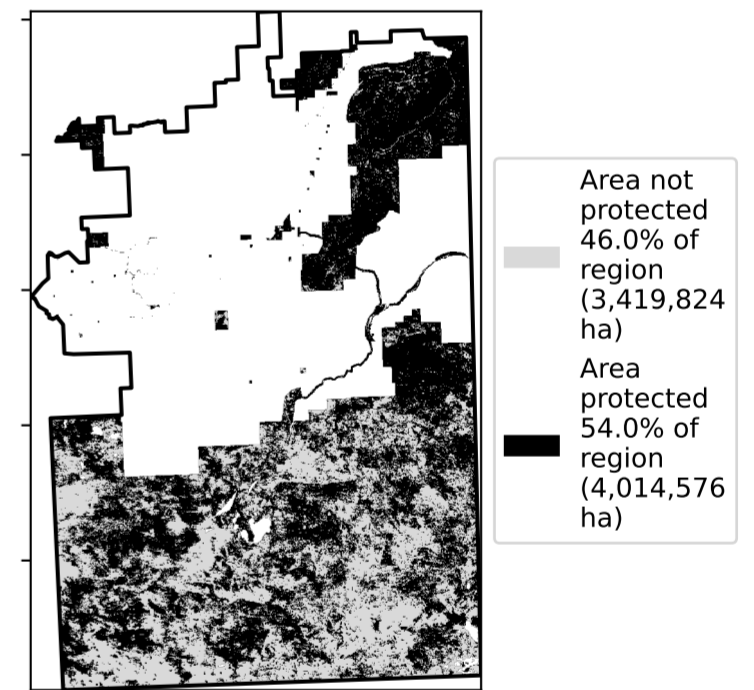 Area not
protected
46.0% of
region
(3,419,824
ha)
Area
protected
54.0% of
region
(4,014,576
ha)